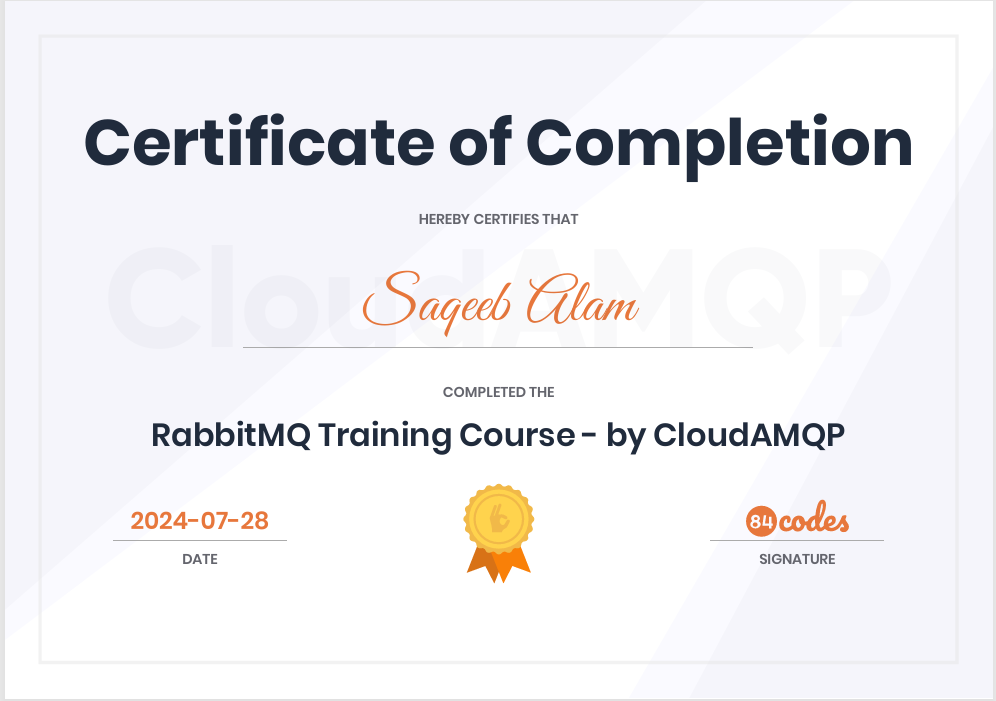 Certificate of Completion
HEREBY CERTIFIES THAT
CloudAMQP
Saqeeb Alam
COMPLETED THE
RabbitMQ Training Course - by CloudAMQP
2024-07-28
84codes
DATE
SIGNATURE